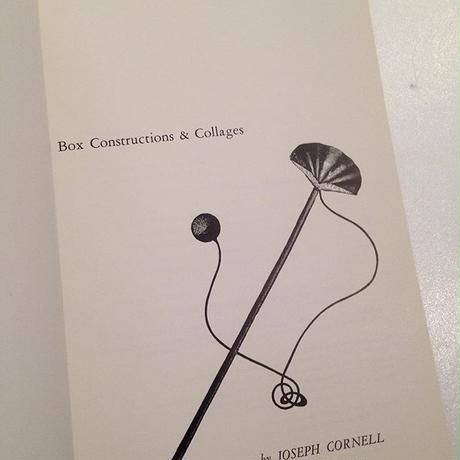 Box Constructions & Collages
by JOSEPH CORNELL